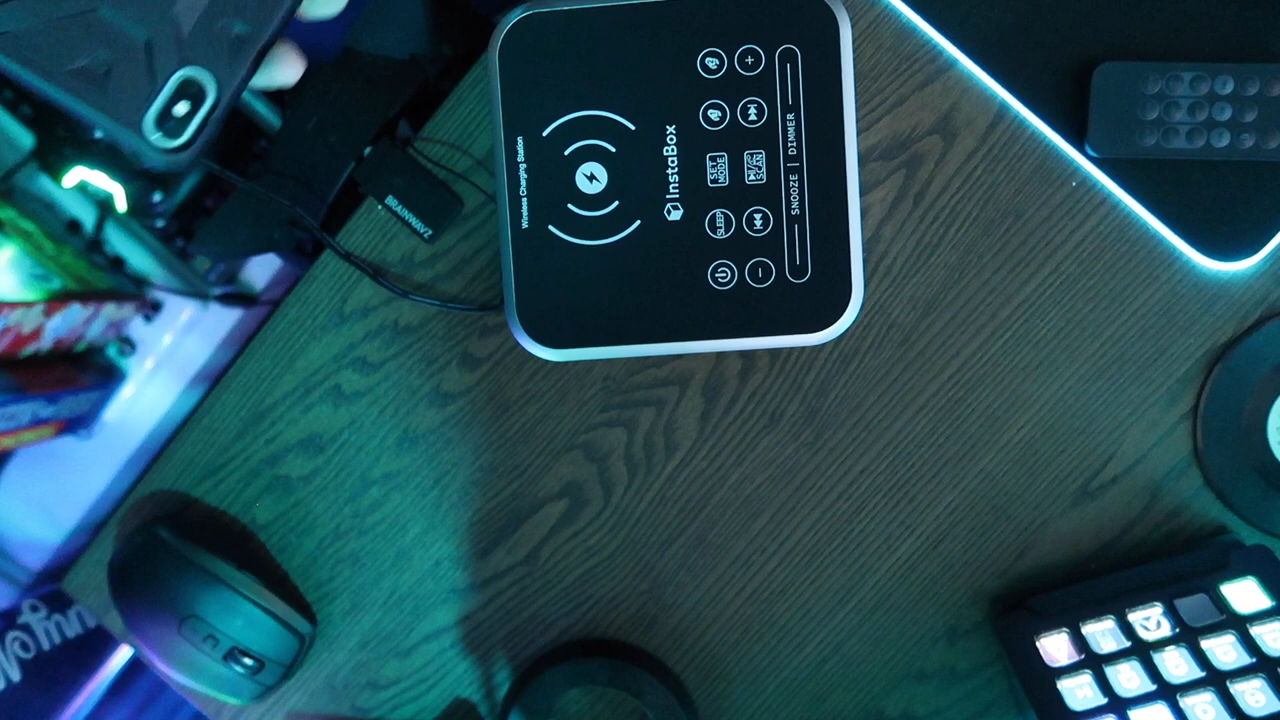 Wireless Charging Station
InstaBox
SET
MODE
SLEEP
+
SCAN
−
SNOOZE | DIMMER
BRAINWAVZ